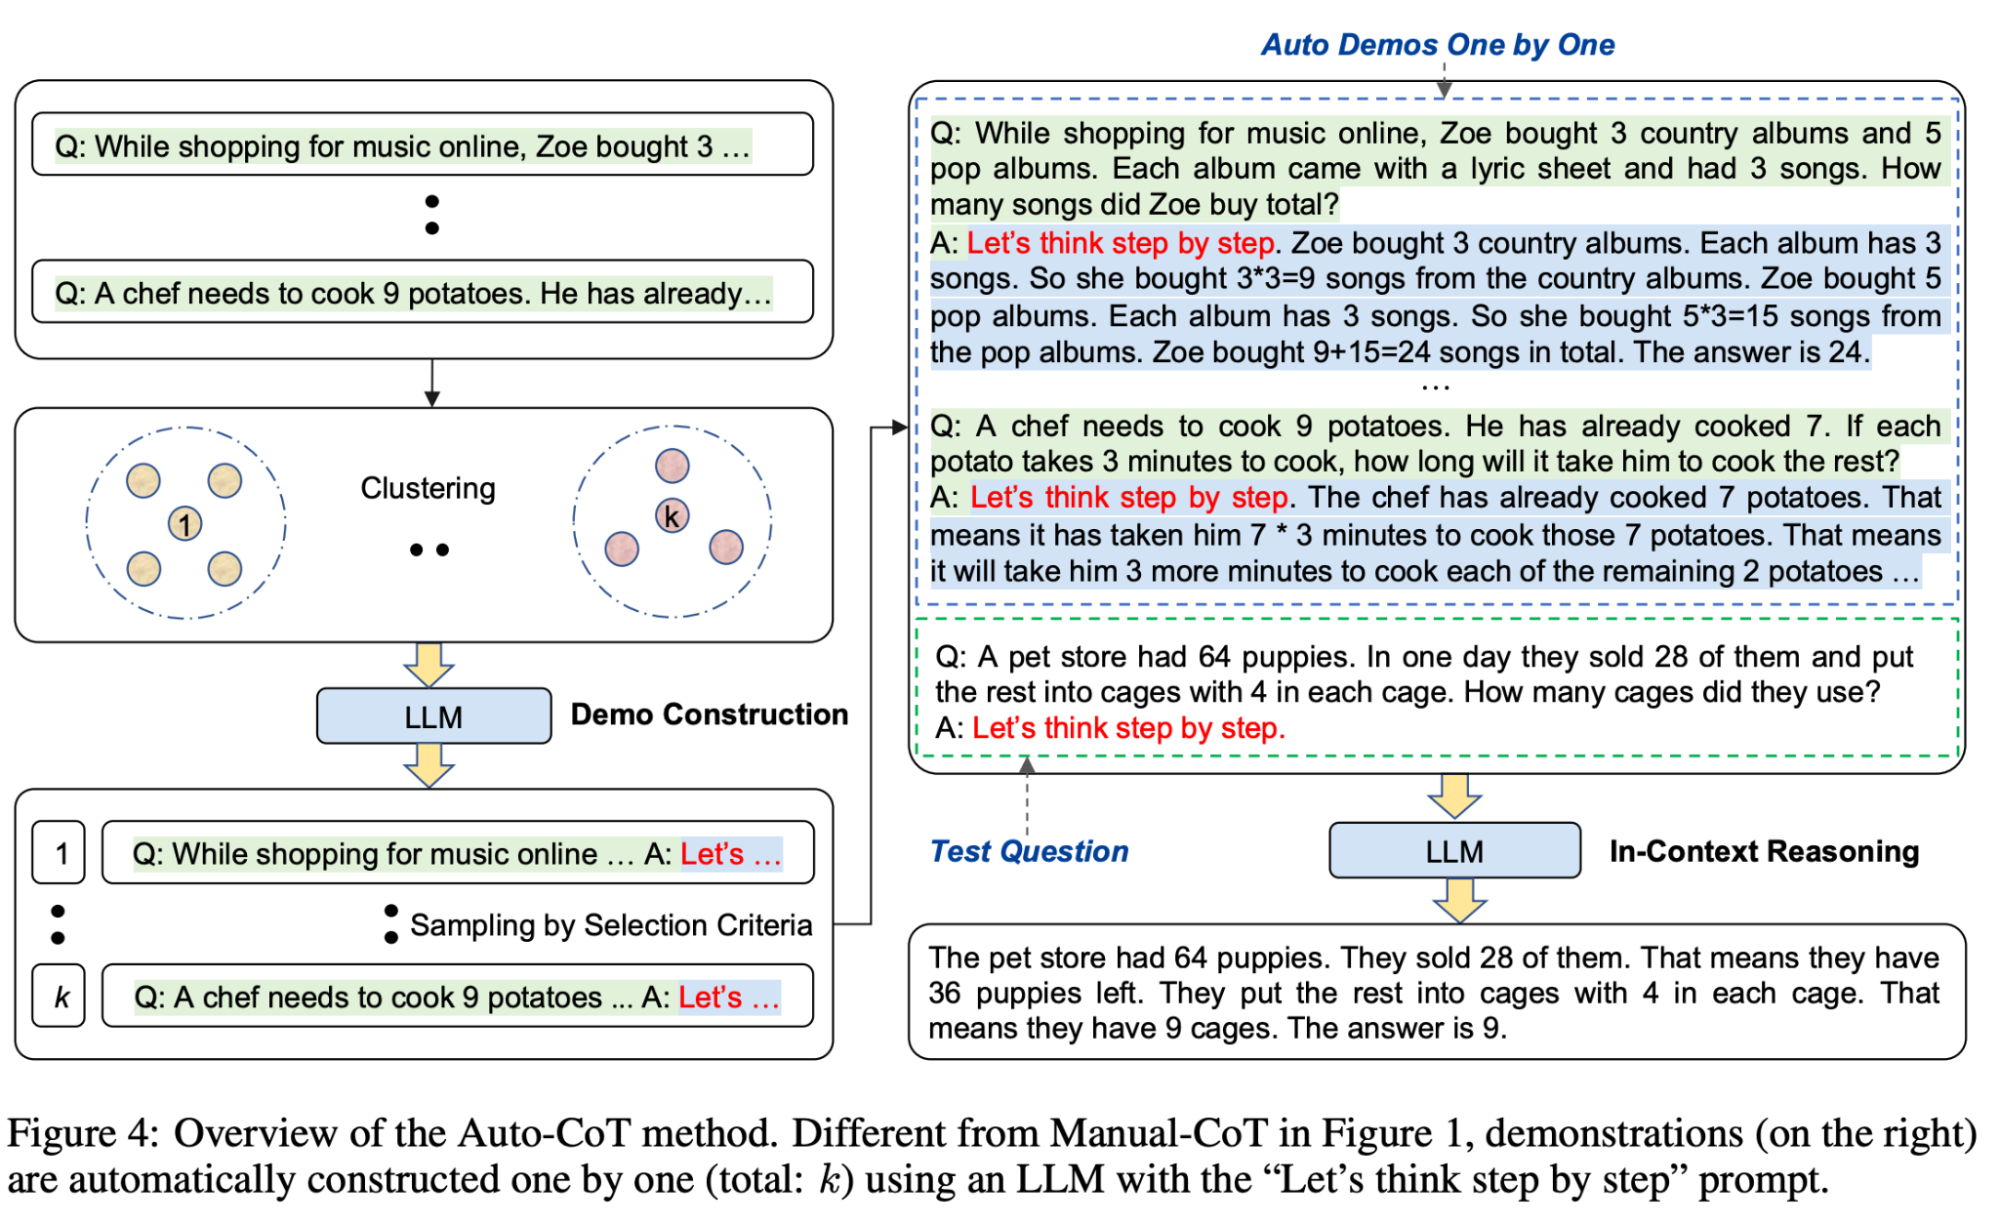 Q: While shopping for music online, Zoe bought 3 …
Q: A chef needs to cook 9 potatoes. He has already…
Clustering
1
k
LLM
Demo Construction
1
Q: While shopping for music online … A: Let’s …
Sampling by Selection Criteria
k
Q: A chef needs to cook 9 potatoes ... A: Let’s …
Auto Demos One by One
Q: While shopping for music online, Zoe bought 3 country albums and 5
pop albums. Each album came with a lyric sheet and had 3 songs. How
many songs did Zoe buy total?
A: Let’s think step by step. Zoe bought 3 country albums. Each album has 3
songs. So she bought 3*3=9 songs from the country albums. Zoe bought 5
pop albums. Each album has 3 songs. So she bought 5*3=15 songs from
the pop albums. Zoe bought 9+15=24 songs in total. The answer is 24.
…
Q: A chef needs to cook 9 potatoes. He has already cooked 7. If each
potato takes 3 minutes to cook, how long will it take him to cook the rest?
A: Let’s think step by step. The chef has already cooked 7 potatoes. That
means it has taken him 7 * 3 minutes to cook those 7 potatoes. That means
it will take him 3 more minutes to cook each of the remaining 2 potatoes …
Q: A pet store had 64 puppies. In one day they sold 28 of them and put
the rest into cages with 4 in each cage. How many cages did they use?
A: Let’s think step by step.
Test Question
LLM
In-Context Reasoning
The pet store had 64 puppies. They sold 28 of them. That means they have
36 puppies left. They put the rest into cages with 4 in each cage. That
means they have 9 cages. The answer is 9.
Figure 4: Overview of the Auto-CoT method. Different from Manual-CoT in Figure 1, demonstrations (on the right)
are automatically constructed one by one (total: k) using an LLM with the “Let’s think step by step” prompt.